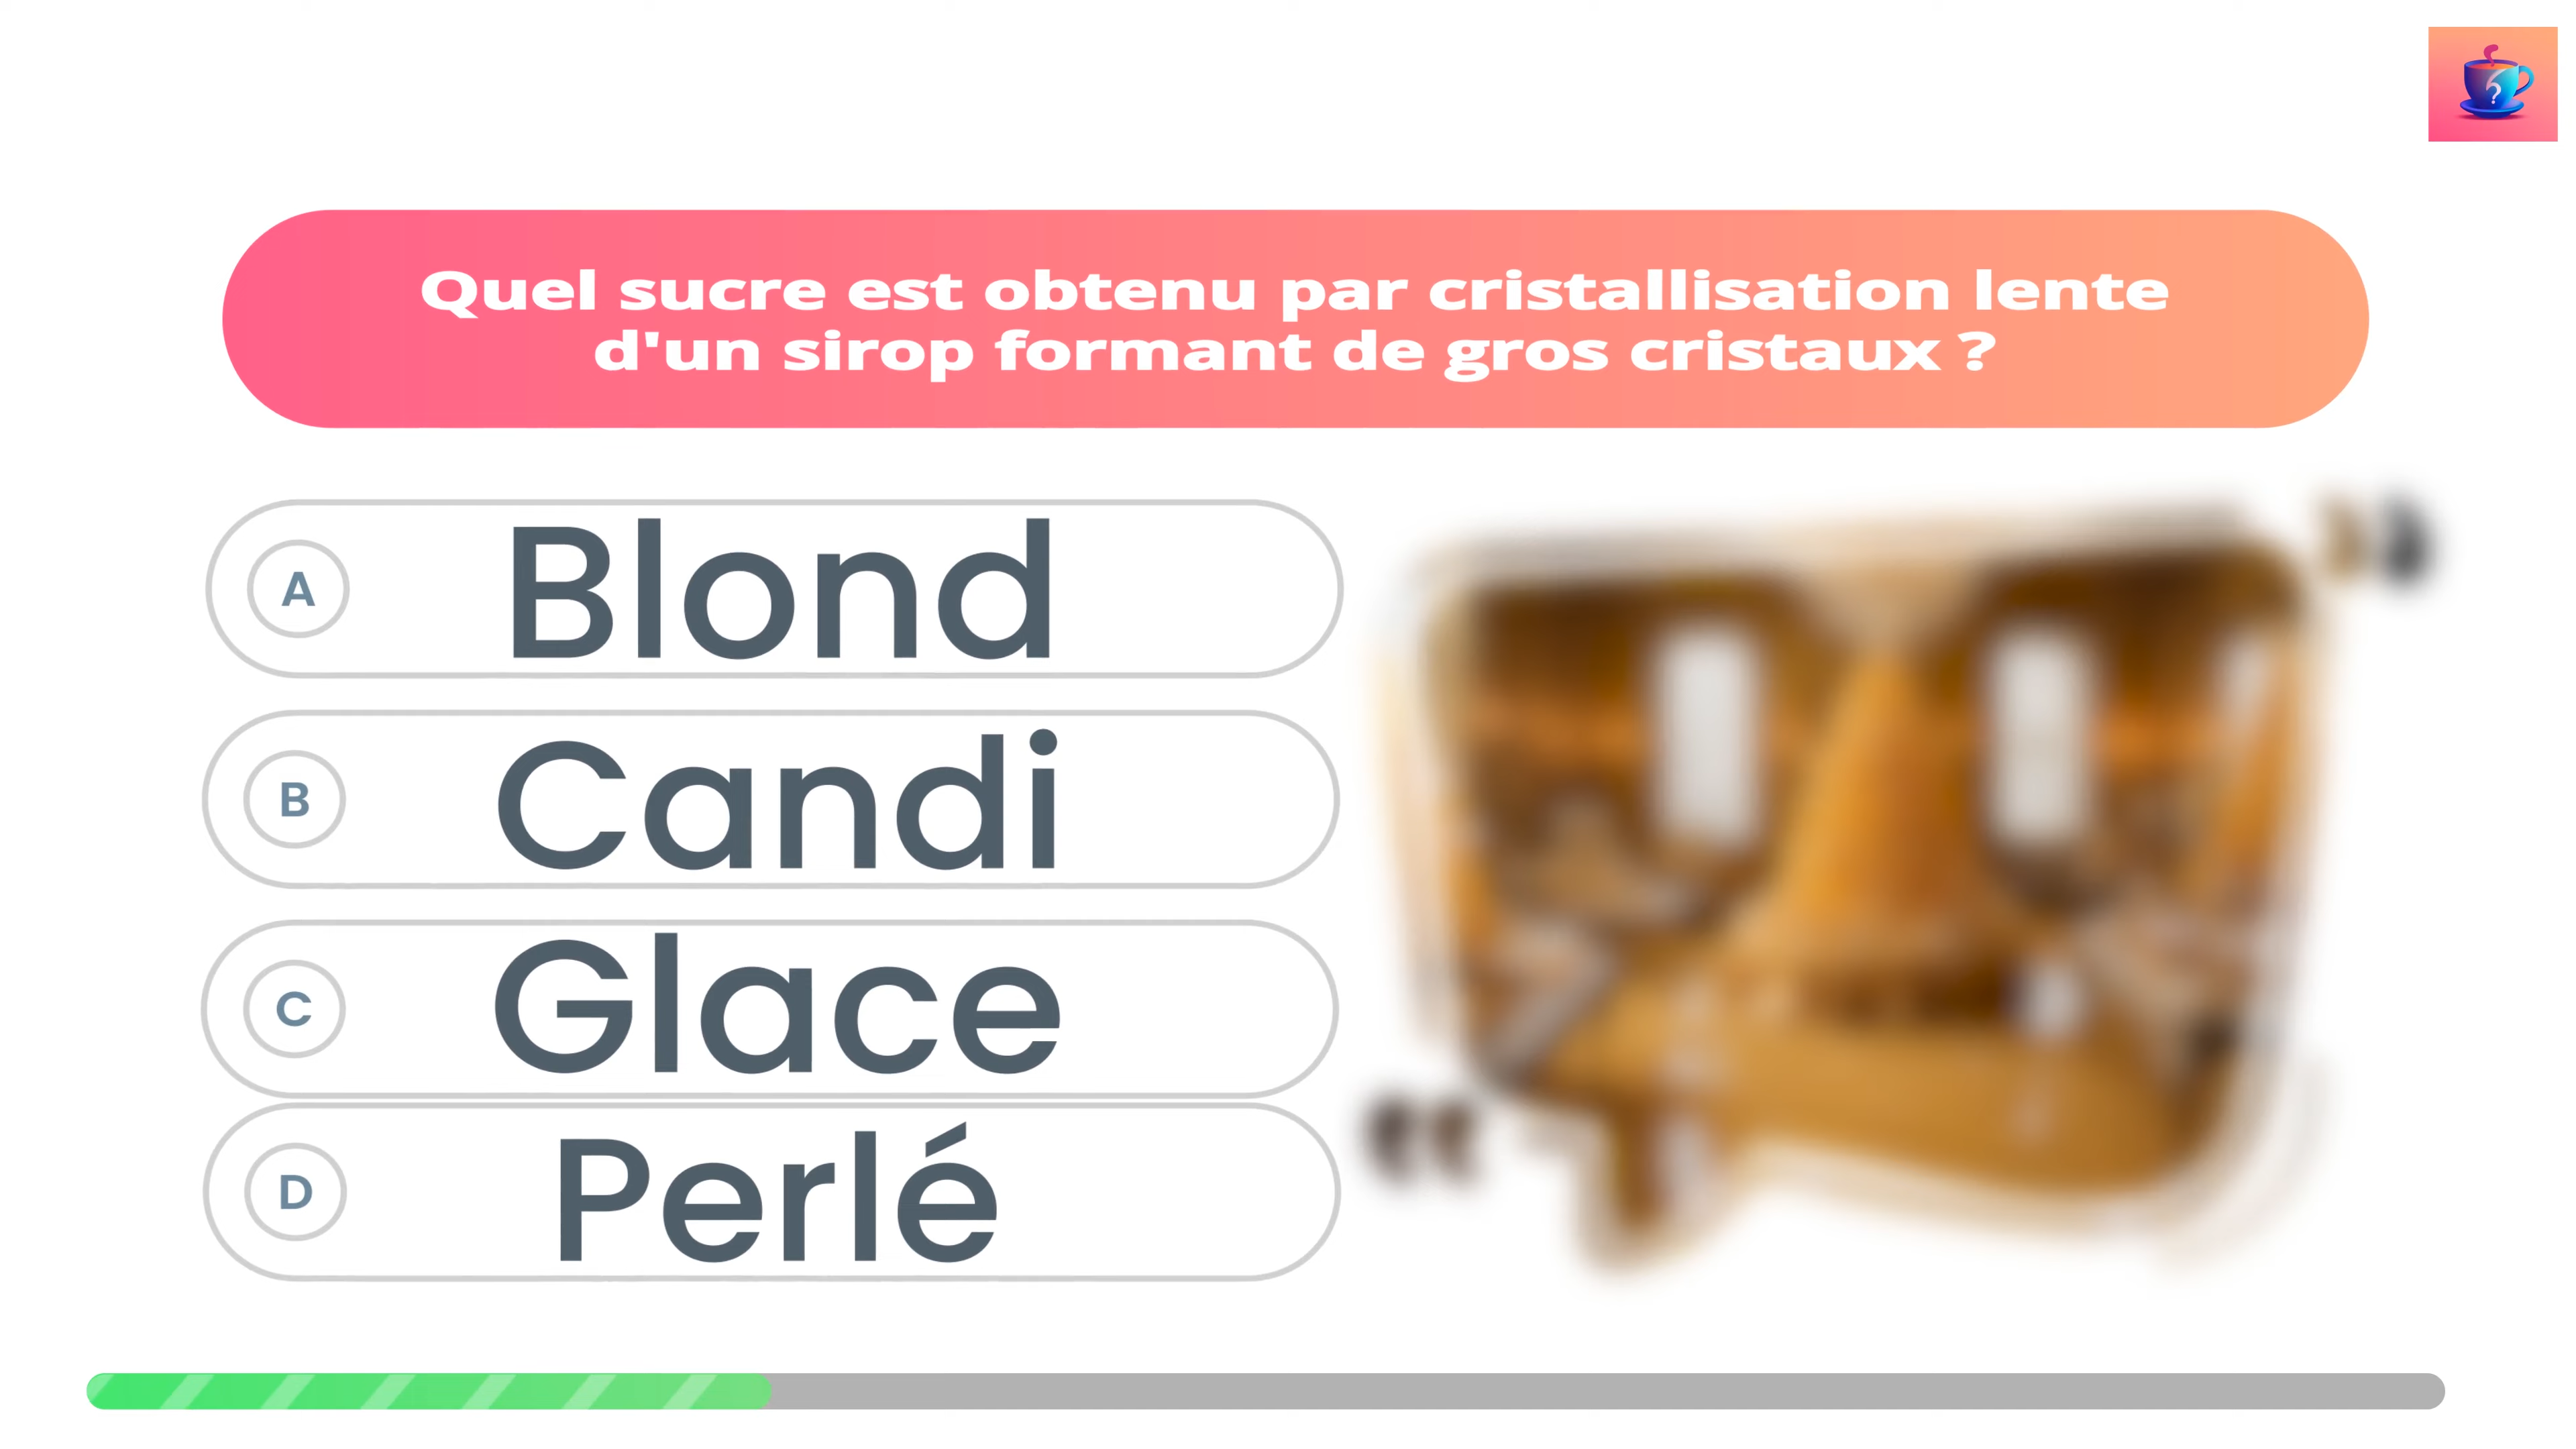 Quel sucre est obtenu par cristallisation lente
d'un sirop formant de gros cristaux ?
A Blond
B Candi
C Glace
D Perlé